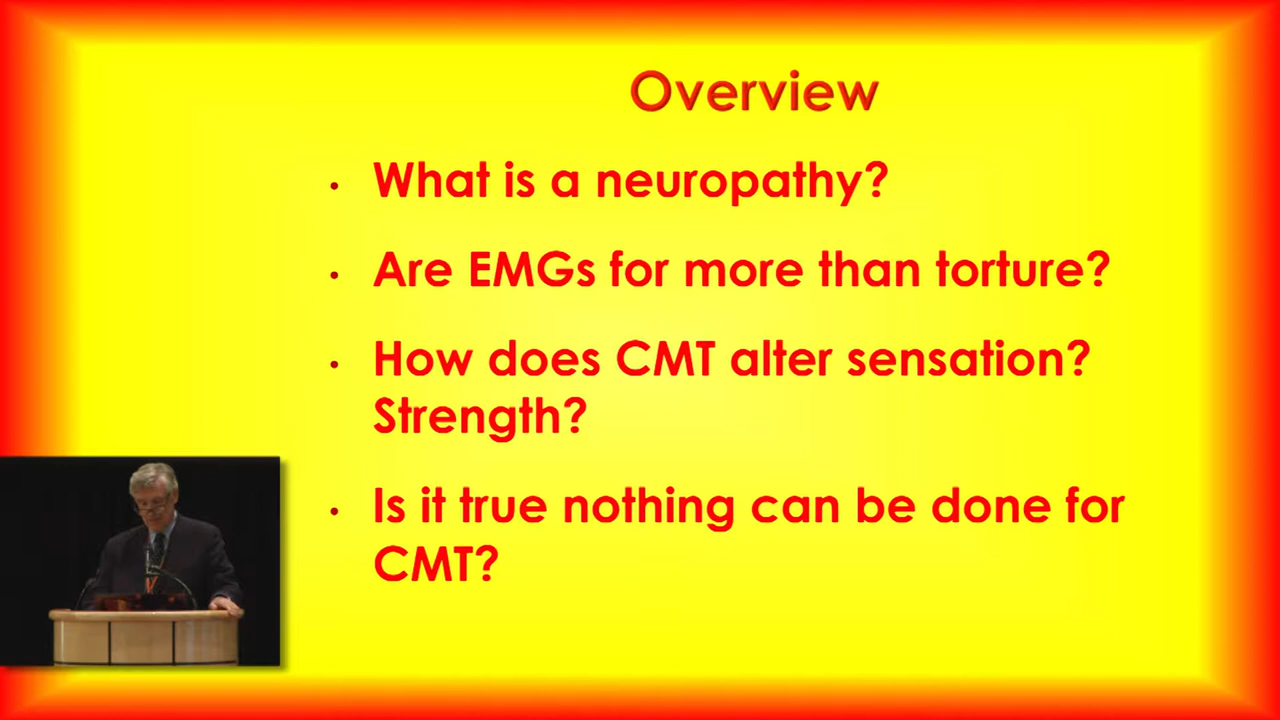 Overview
• What is a neuropathy?
• Are EMGs for more than torture?
• How does CMT alter sensation?
Strength?
• Is it true nothing can be done for
CMT?